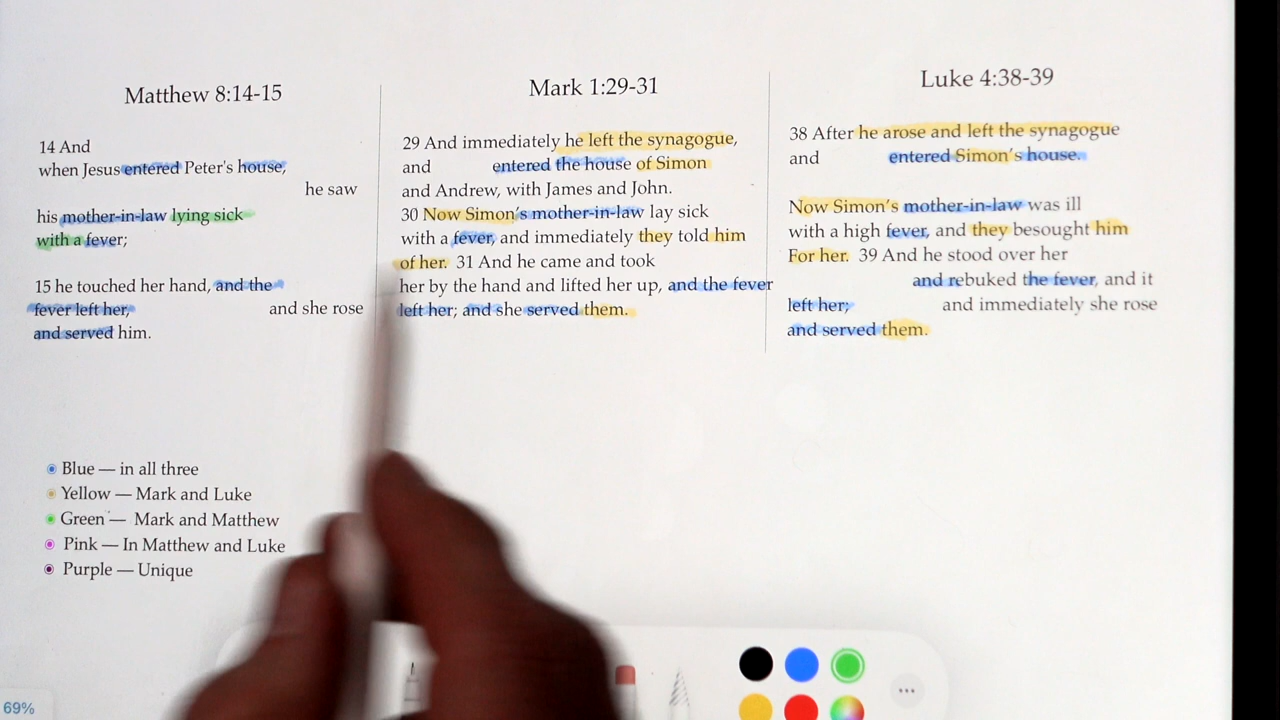 Matthew 8:14-15
14 And
when Jesus entered Peter's house,
he saw
his mother-in-law lying sick
with a fever;
15 he touched her hand, and the
fever left her, and she rose
and served him.
Mark 1:29-31
29 And immediately he left the synagogue,
and entered the house of Simon
and Andrew, with James and John.
30 Now Simon's mother-in-law lay sick
with a fever, and immediately they told him
of her. 31 And he came and took
her by the hand and lifted her up, and the fever
left her; and she served them.
Luke 4:38-39
38 After he arose and left the synagogue
and entered Simon's house.
Now Simon's mother-in-law was ill
with a high fever, and they besought him
For her. 39 And he stood over her
and rebuked the fever, and it
left her; and immediately she rose
and served them.
Blue — in all three
Yellow — Mark and Luke
Green — Mark and Matthew
Pink — In Matthew and Luke
Purple — Unique
69%